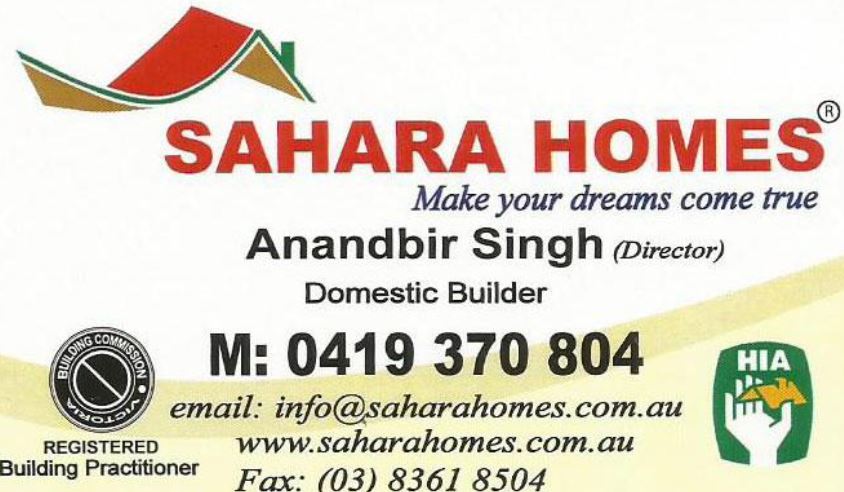 SAHARA HOMES®
Make your dreams come true
Anandbir Singh (Director)
Domestic Builder
M: 0419 370 804
BUILDING COMMISSION • VICTORIA
HIA
email: info@saharahomes.com.au
REGISTERED
Building Practitioner
www.saharahomes.com.au
Fax: (03) 8361 8504